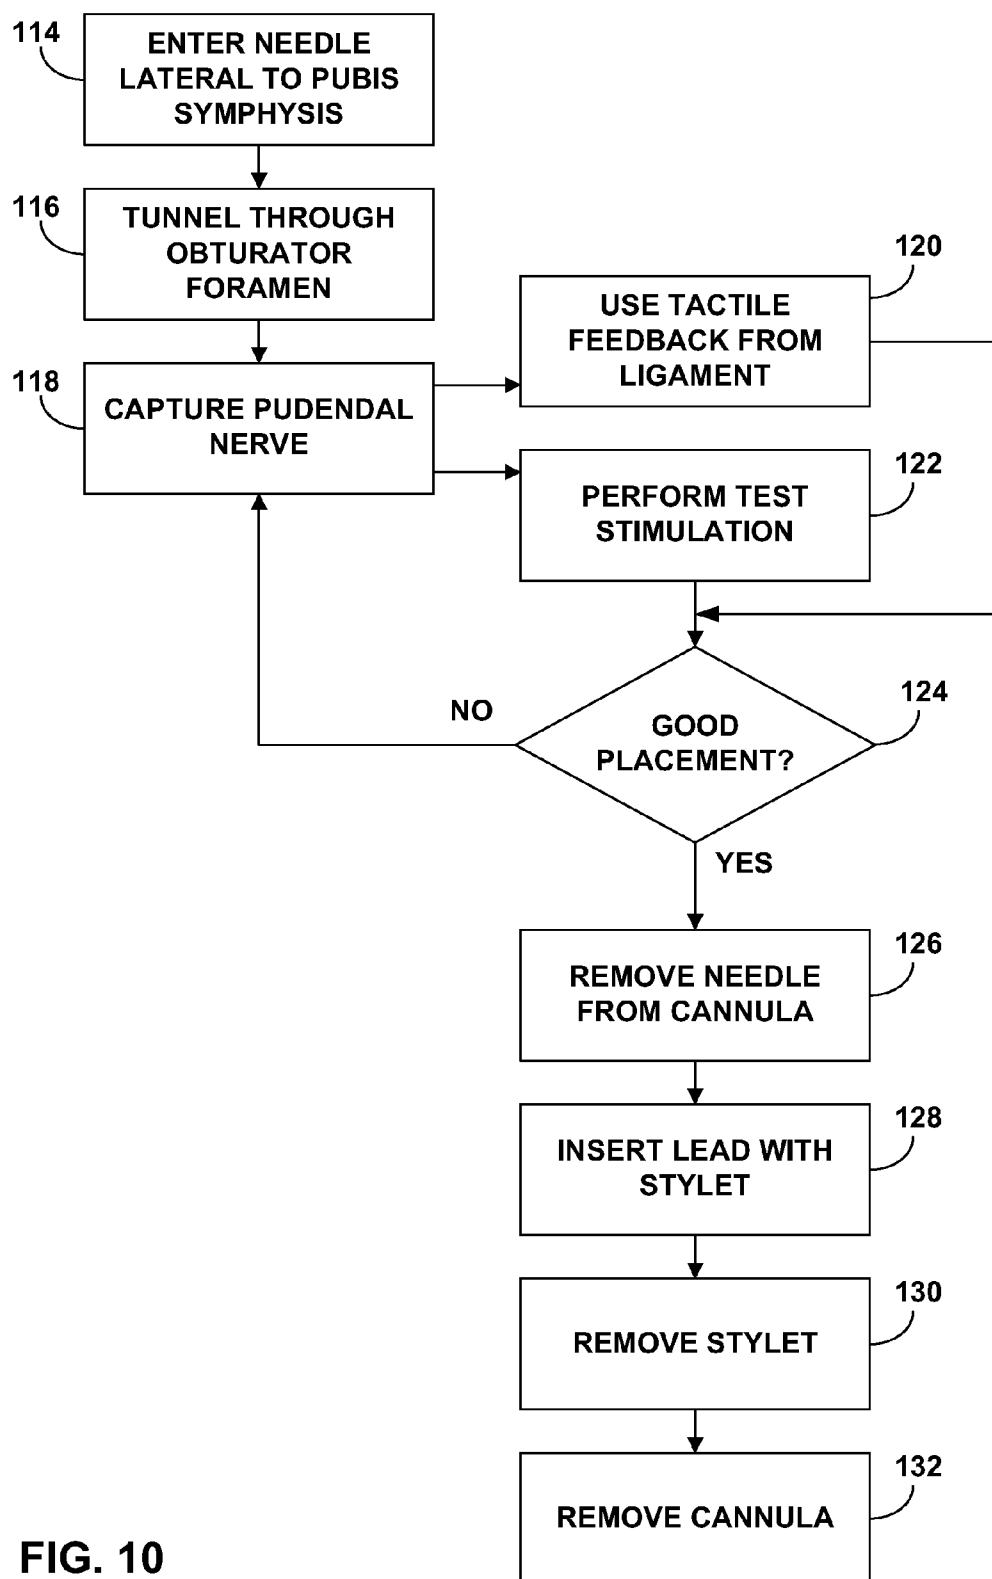 114
ENTER NEEDLE
LATERAL TO PUBIS
SYMPHYSIS
116
TUNNEL THROUGH
OBTURATOR
FORAMEN
118
CAPTURE PUDENDAL
NERVE
120
USE TACTILE
FEEDBACK FROM
LIGAMENT
122
PERFORM TEST
STIMULATION
124
GOOD
PLACEMENT?
NO
YES
126
REMOVE NEEDLE
FROM CANNULA
128
INSERT LEAD WITH
STYLET
130
REMOVE STYLET
132
REMOVE CANNULA
FIG. 10